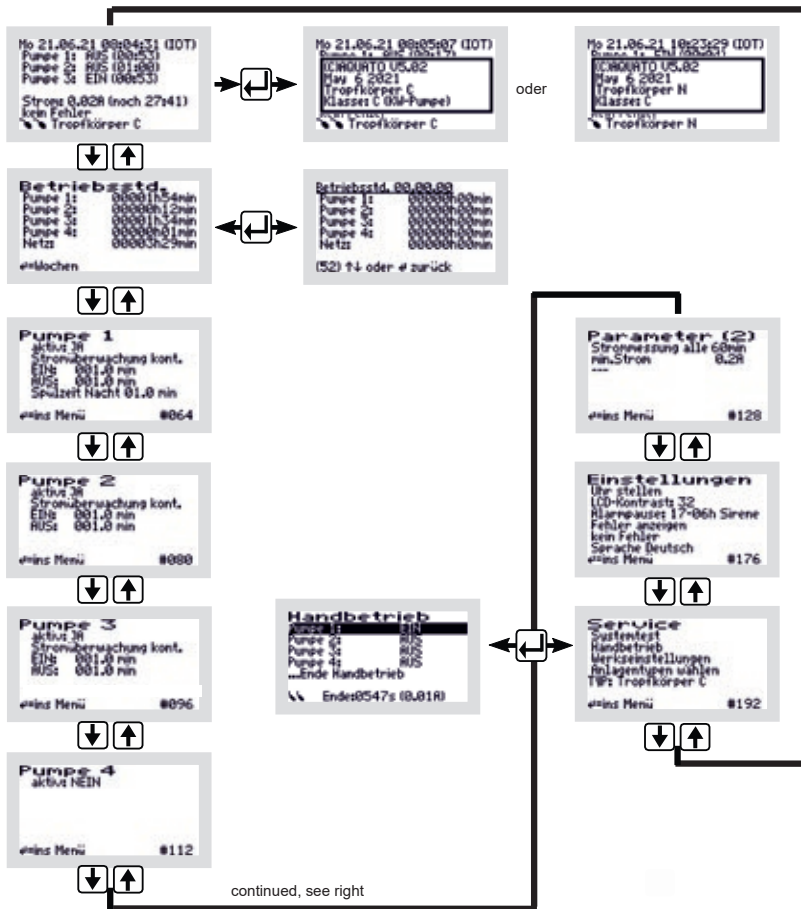 Mo 21.06.21 08:04:31 (IOT)
Pumpe 1: AUS (00:53)
Pumpe 2: AUS (01:00)
Pumpe 3: EIN (00:53)
Strom: 0.02A (noch 27:41)
kein Fehler
Tropfkörper C
Mo 21.06.21 08:05:07 (IOT)
(C)AQUATO V5.02
May 6 2021
Tropfkörper C
Klasse: C (KW-Pumpe)
Tropfkörper C
oder
Mo 21.06.21 10:23:29 (IOT)
(C)AQUATO V5.02
May 6 2021
Tropfkörper N
Klasse: C
Tropfkörper N
Betriebsstd.
Pumpe 1: 00001h54min
Pumpe 2: 00000h12min
Pumpe 3: 00001h34min
Pumpe 4: 00000h01min
Netz: 00003h29min
=Wochen
Betriebsstd. 00.00.00
Pumpe 1: 00000h00min
Pumpe 2: 00000h00min
Pumpe 3: 00000h00min
Pumpe 4: 00000h00min
Netz: 00000h00min
(52) ↑↓ oder ↵ zurück
Pumpe 1
aktiv: JA
Stromüberwachung kont.
EIN: 001.0 min
AUS: 001.0 min
Spülzeit Nacht 01.0 min
↵=ins Menü #064
Pumpe 2
aktiv: JA
Stromüberwachung kont.
EIN: 001.0 min
AUS: 001.0 min
↵=ins Menü #080
Pumpe 3
aktiv: JA
Stromüberwachung kont.
EIN: 001.0 min
AUS: 001.0 min
↵=ins Menü #096
Pumpe 4
aktiv: NEIN
↵=ins Menü #112
continued, see right
Parameter (2)
Strommessung alle 60min
min.Strom 0.2A
---
↵=ins Menü #128
Einstellungen
Uhr stellen
LCD-Kontrast: 32
Alarmpause: 17-06h Sirene
Fehler anzeigen
kein Fehler
Sprache Deutsch
↵=ins Menü #176
Handbetrieb
Pumpe 1: EIN
Pumpe 2: AUS
Pumpe 3: AUS
Pumpe 4: AUS
...Ende Handbetrieb
Ende:0547s (0.01A)
Service
Systemtest
Handbetrieb
Werkseinstellungen
Anlagentypen wählen
TYP: Tropfkörper C
↵=ins Menü #192